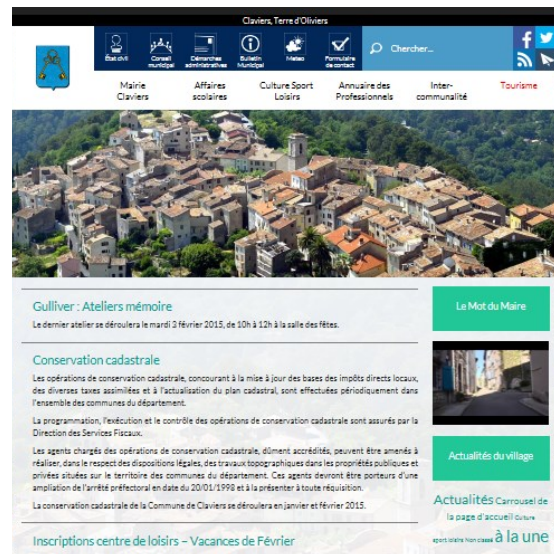 Claviers, Terre d'Oliviers
État civil
Conseil
municipal
Démarches
administratives
Bulletin
Municipal
Meteo
Formulaire
de contact
Chercher...
Mairie
Claviers
Affaires
scolaires
Culture Sport
Loisirs
Annuaire des
Professionnels
Inter-
communalité
Tourisme
Gulliver : Ateliers mémoire
Le dernier atelier se déroulera le mardi 3 février 2015, de 10h à 12h à la salle des fêtes.
Conservation cadastrale
Les opérations de conservation cadastrale, concourant à la mise à jour des bases des impôts directs locaux,
des diverses taxes assimilées et à l'actualisation du plan cadastral, sont effectuées périodiquement dans
l'ensemble des communes du département.
La programmation, l'exécution et le contrôle des opérations de conservation cadastrale sont assurés par la
Direction des Services Fiscaux.
Les agents chargés des opérations de conservation cadastrale, dûment accrédités, peuvent être amenés à
réaliser, dans le respect des dispositions légales, des travaux topographiques dans les propriétés publiques et
privées situées sur le territoire des communes du département. Ces agents devront être porteurs d'une
ampliation de l'arrêté préfectoral en date du 20/01/1998 et à la présenter à toute réquisition.
La conservation cadastrale de la Commune de Claviers se déroulera en janvier et février 2015.
Inscriptions centre de loisirs – Vacances de Février
Le Mot du Maire
Actualités du village
Actualités Carrousel de
la page d'accueil Culture
sport loisirs Non classé à la une